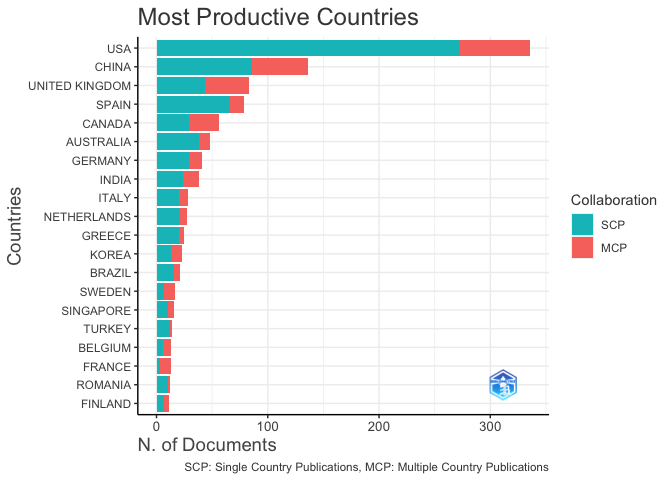 Most Productive Countries
Countries
USA
CHINA
UNITED KINGDOM
SPAIN
CANADA
AUSTRALIA
GERMANY
INDIA
ITALY
NETHERLANDS
GREECE
KOREA
BRAZIL
SWEDEN
SINGAPORE
TURKEY
BELGIUM
FRANCE
ROMANIA
FINLAND
0 100 200 300
N. of Documents
SCP: Single Country Publications, MCP: Multiple Country Publications
Collaboration
SCP
MCP